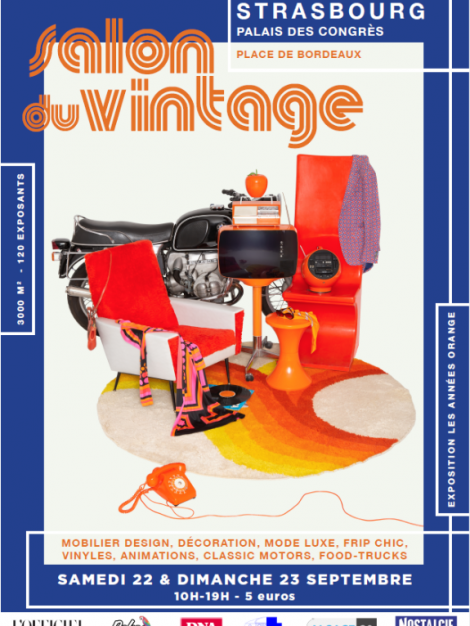 STRASBOURG
PALAIS DES CONGRÈS
PLACE DE BORDEAUX
salon
du vintage
3000 M² - 120 EXPOSANTS
EXPOSITION LES ANNÉES ORANGE
MOBILIER DESIGN, DÉCORATION, MODE LUXE, FRIP CHIC,
VINYLES, ANIMATIONS, CLASSIC MOTORS, FOOD-TRUCKS
SAMEDI 22 & DIMANCHE 23 SEPTEMBRE
10H-19H - 5 euros
L'OFFICIEL
DNA
NOSTALGIE